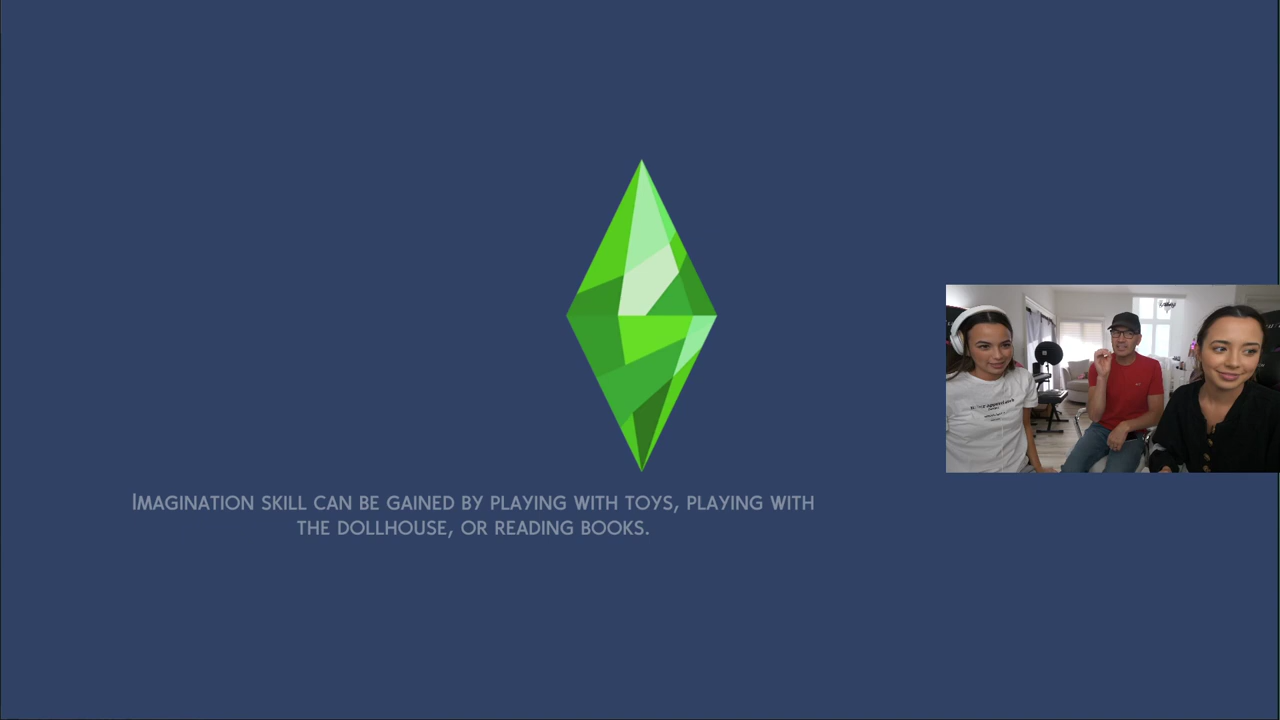 Imagination skill can be gained by playing with toys, playing with
the dollhouse, or reading books.